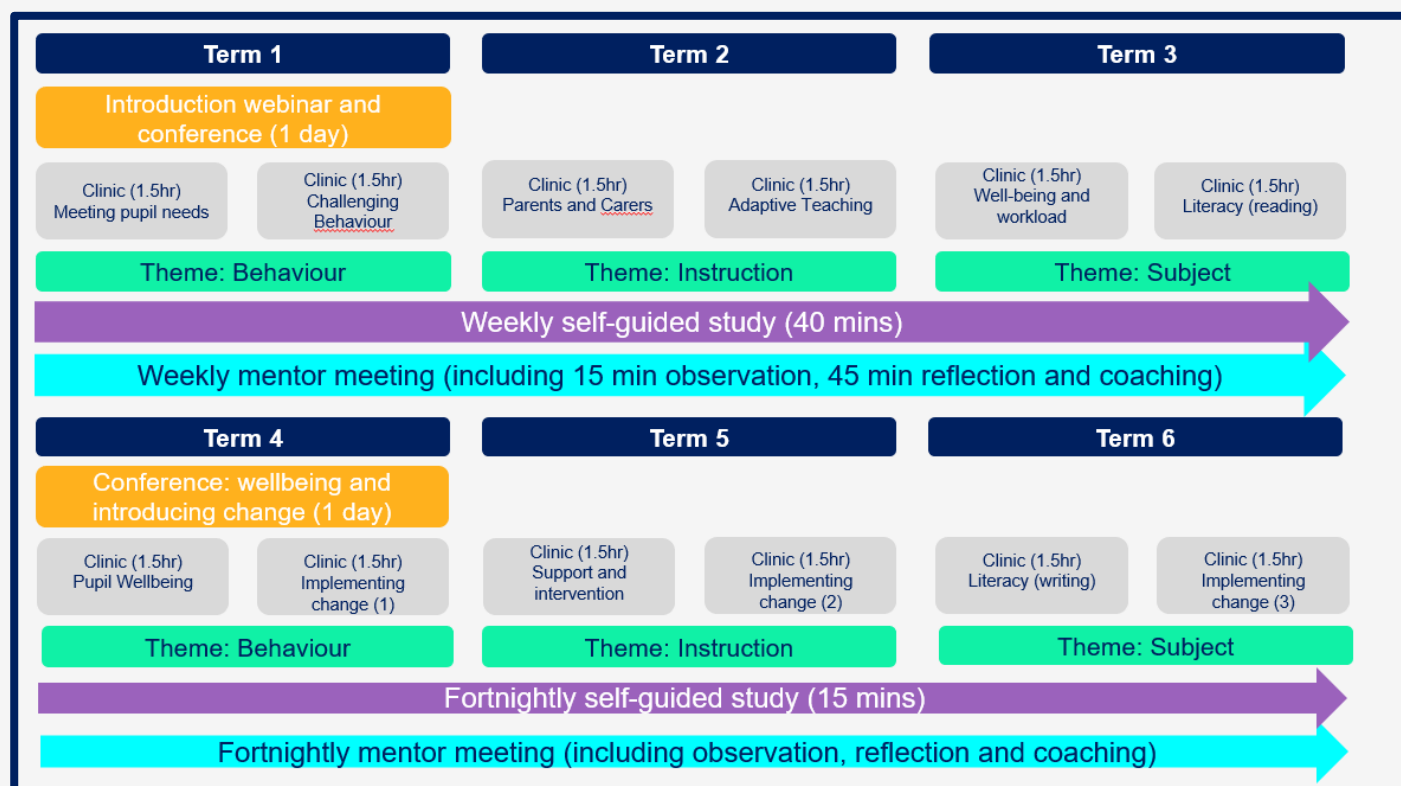 Term 1
Term 2
Term 3
Introduction webinar and
conference (1 day)
Clinic (1.5hr)
Meeting pupil needs
Clinic (1.5hr)
Challenging
Behaviour
Clinic (1.5hr)
Parents and Carers
Clinic (1.5hr)
Adaptive Teaching
Clinic (1.5hr)
Well-being and
workload
Clinic (1.5hr)
Literacy (reading)
Theme: Behaviour
Theme: Instruction
Theme: Subject
Weekly self-guided study (40 mins)
Weekly mentor meeting (including 15 min observation, 45 min reflection and coaching)
Term 4
Term 5
Term 6
Conference: wellbeing and
introducing change (1 day)
Clinic (1.5hr)
Pupil Wellbeing
Clinic (1.5hr)
Implementing
change (1)
Clinic (1.5hr)
Support and
intervention
Clinic (1.5hr)
Implementing
change (2)
Clinic (1.5hr)
Literacy (writing)
Clinic (1.5hr)
Implementing
change (3)
Theme: Behaviour
Theme: Instruction
Theme: Subject
Fortnightly self-guided study (15 mins)
Fortnightly mentor meeting (including observation, reflection and coaching)